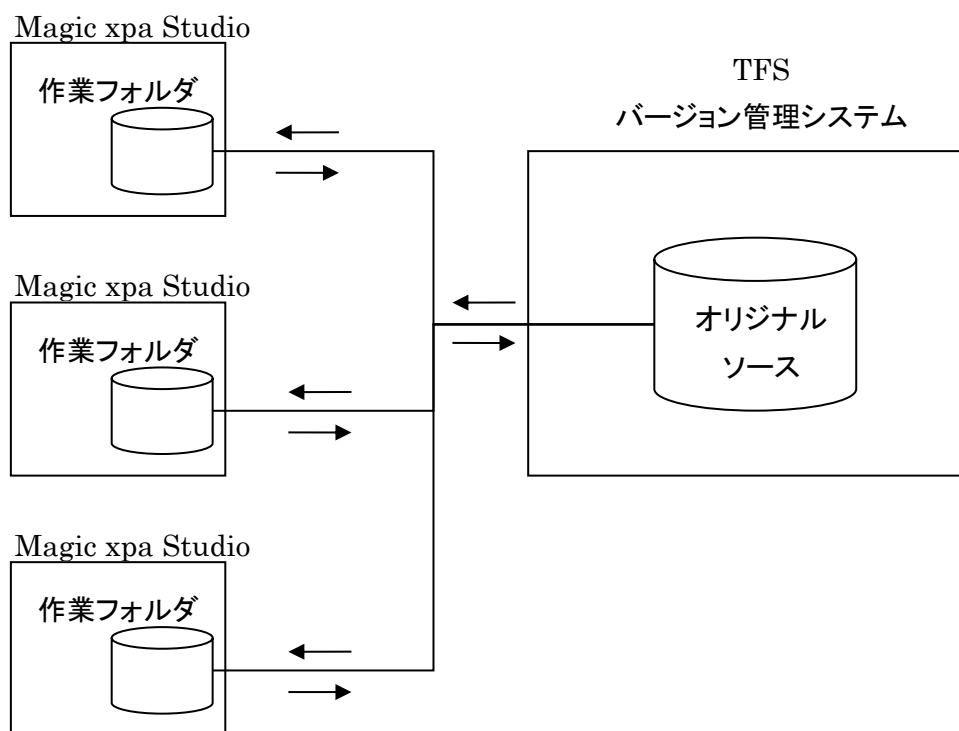 Magic xpa Studio
作業フォルダ
TFS
バージョン管理システム
Magic xpa Studio
作業フォルダ
オリジナル
ソース
Magic xpa Studio
作業フォルダ